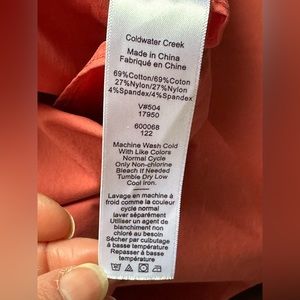 Coldwater Creek
Made in China
Fabriqué en Chine
69%Cotton/69%Coton
27%Nylon/27%Nylon
4%Spandex/4%Spandex
V#504
17950
600068
122
Machine Wash Cold
With Like Colors
Normal Cycle
Only Non-chlorine
Bleach If Needed
Tumble Dry Low
Cool Iron.
Lavage en machine à
froid comme la couleur
cycle normal
laver séparément
Utiliser un agent de
blanchiment non
chloré au besoin
Sécher par culbutage
à basse température
Repasser à basse
température